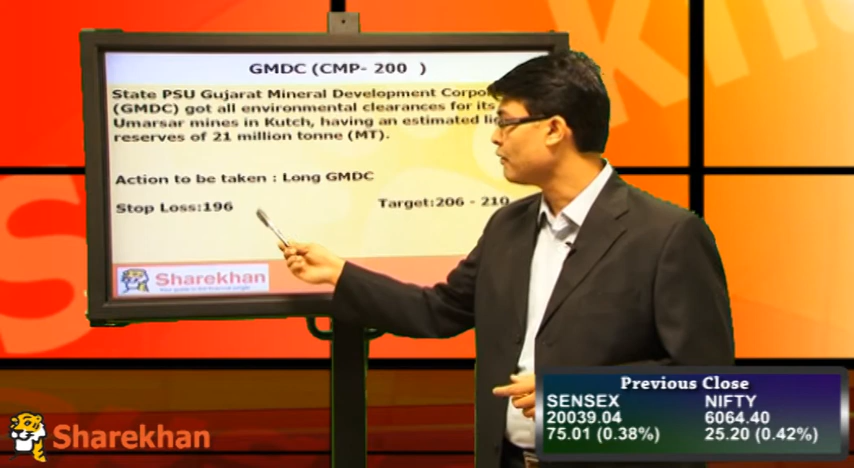 GMDC (CMP- 200 )
State PSU Gujarat Mineral Development
(GMDC) got all environmental clearances for its
Umarsar mines in Kutch, having an estimated
reserves of 21 million tonne (MT).
Action to be taken : Long GMDC
Stop Loss:196 Target:206 - 210
Sharekhan
Previous Close
SENSEX NIFTY
20039.04 6064.40
75.01 (0.38%) 25.20 (0.42%)
Sharekhan